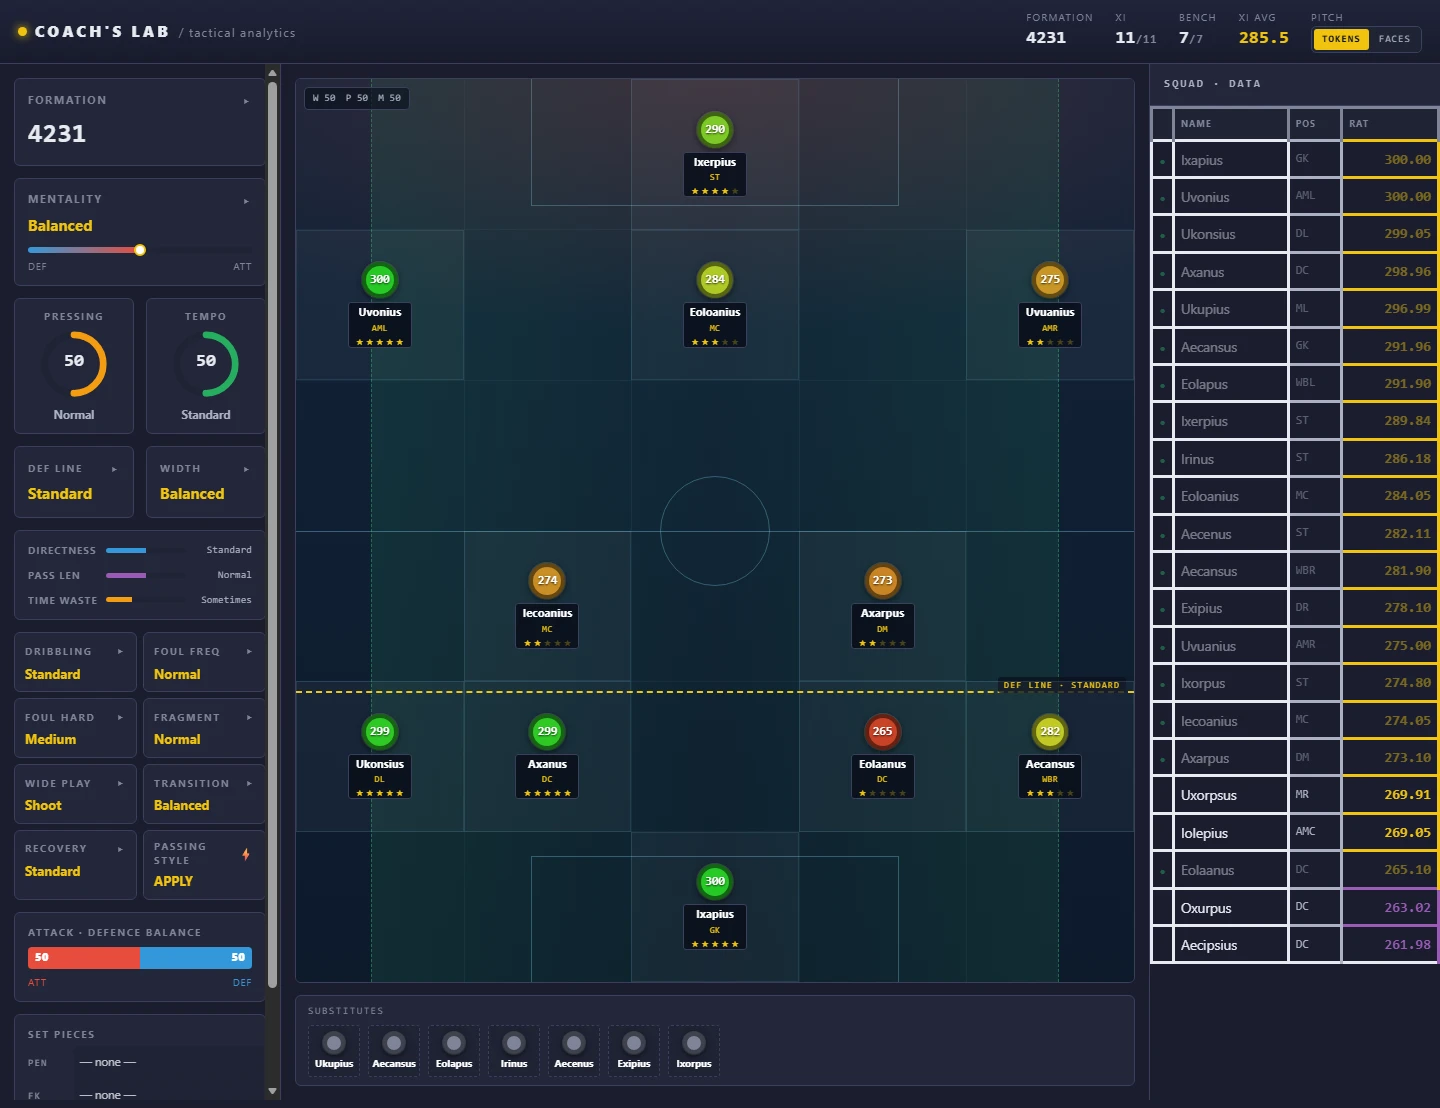 COACH'S LAB / tactical analytics
FORMATION XI BENCH XI AVG PITCH
4231 11/11 7/7 285.5 TOKENS FACES
FORMATION
4231
MENTALITY
Balanced
DEF ATT
PRESSING TEMPO
50 50
Normal Standard
DEF LINE WIDTH
Standard Balanced
DIRECTNESS Standard
PASS LEN Normal
TIME WASTE Sometimes
DRIBBLING FOUL FREQ
Standard Normal
FOUL HARD FRAGMENT
Medium Normal
WIDE PLAY TRANSITION
Shoot Balanced
RECOVERY PASSING STYLE
Standard APPLY
ATTACK · DEFENCE BALANCE
50 50
ATT DEF
SET PIECES
PEN — none —
FK — none —
W 50 P 50 M 50
290
Ixerpius
ST
★★★★★
300 284 275
Uvonius Eoloanius Uvuanius
AML MC AMR
★★★★★ ★★★★★ ★★★★★
274 273
Iecoanius Axarpus
MC DM
★★★★★ ★★★★★
DEF LINE · STANDARD
299 299 265 282
Ukonsius Axanus Eolaanus Aecansus
DL DC DC WBR
★★★★★ ★★★★★ ★★★★★ ★★★★★
300
Ixapius
GK
★★★★★
SUBSTITUTES
Ukupius Aecansus Eolapus Irinus Aecenus Exipius Ixorpus
SQUAD · DATA
NAME POS RAT
Ixapius GK 300.00
Uvonius AML 300.00
Ukonsius DL 299.05
Axanus DC 298.96
Ukupius ML 296.99
Aecansus GK 291.96
Eolapus WBL 291.90
Ixerpius ST 289.84
Irinus ST 286.18
Eoloanius MC 284.05
Aecenus ST 282.11
Aecansus WBR 281.90
Exipius DR 278.10
Uvuanius AMR 275.00
Ixorpus ST 274.80
Iecoanius MC 274.05
Axarpus DM 273.10
Uxorpsus MR 269.91
Iolepius AMC 269.05
Eolaanus DC 265.10
Oxurpus DC 263.02
Aecipsius DC 261.98